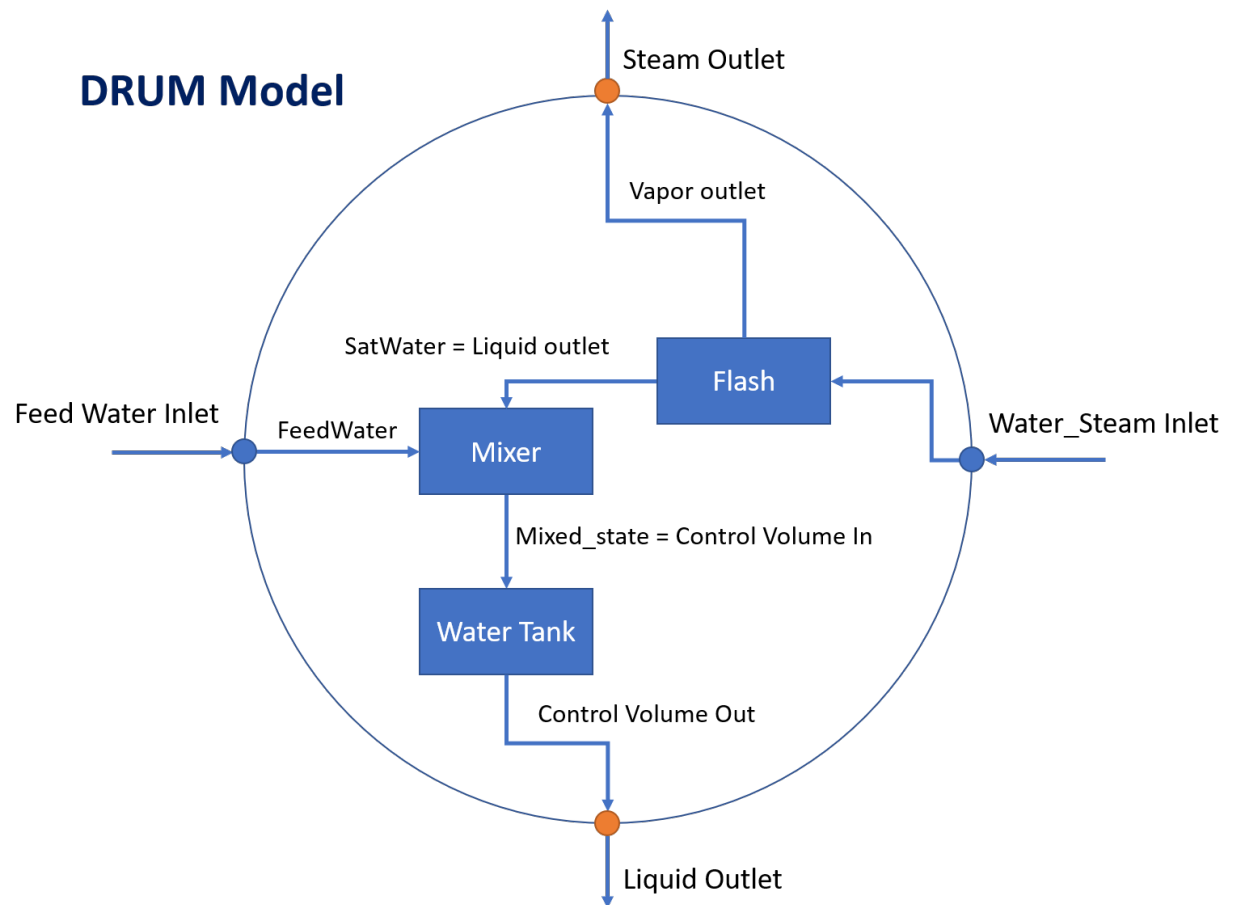 Steam Outlet
DRUM Model
Vapor outlet
SatWater = Liquid outlet
Flash
Feed Water Inlet
FeedWater
Mixer
Water_Steam Inlet
Mixed_state = Control Volume In
Water Tank
Control Volume Out
Liquid Outlet